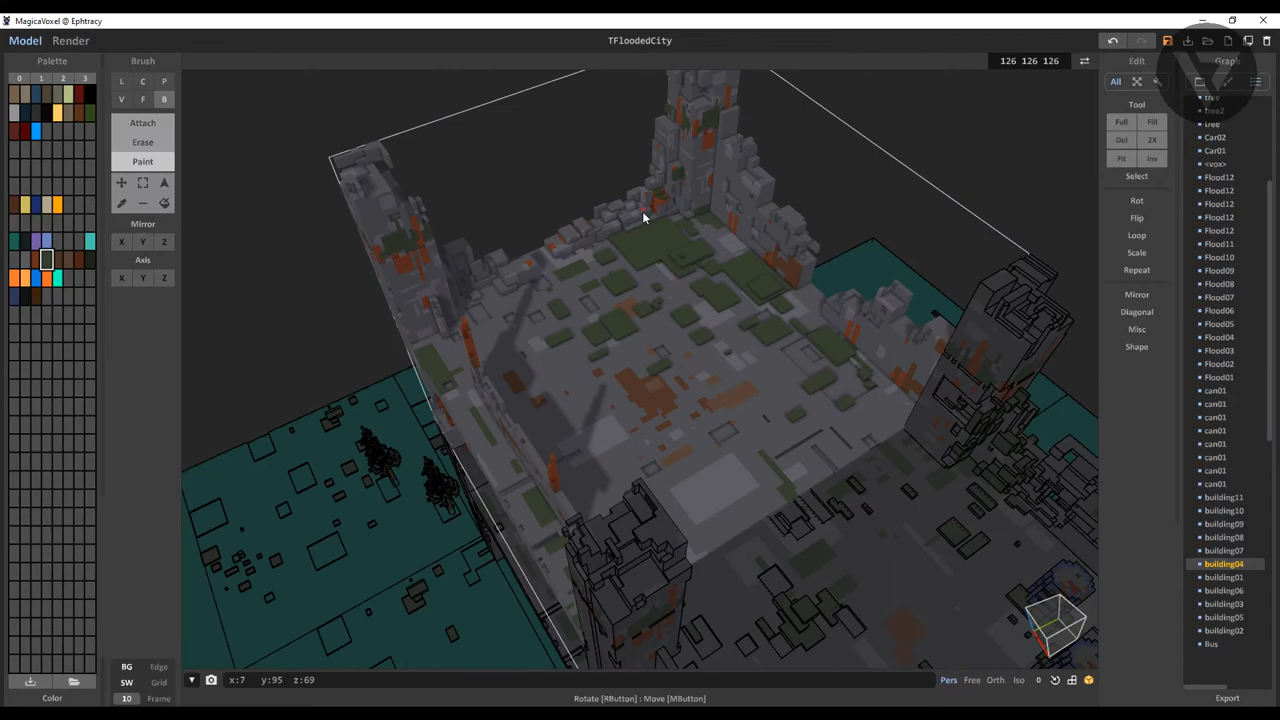 MagicaVoxel @ Ephtracy
Model Render
TFloodedCity
Palette
0 1 2 3
Color
Brush
L C P
V F B
Attach
Erase
Paint
Mirror
X Y Z
Axis
X Y Z
BG Edge
SW Grid
10 Frame
126 126 126
x:7 y:95 z:69
Pers Free Orth Iso 0
Rotate [RButton] : Move [MButton]
Edit
All
Tool
Full Fill
Del 2X
Fit Inv
Select
Rot
Flip
Loop
Scale
Repeat
Mirror
Diagonal
Misc
Shape
Graph
tree
tree2
tree
Car02
Car01
<vox>
Flood12
Flood12
Flood12
Flood12
Flood12
Flood11
Flood10
Flood09
Flood08
Flood07
Flood06
Flood05
Flood04
Flood03
Flood02
Flood01
can01
can01
can01
can01
can01
can01
can01
can01
building11
building10
building09
building08
building07
building04
building01
building06
building03
building05
building02
Bus
Export